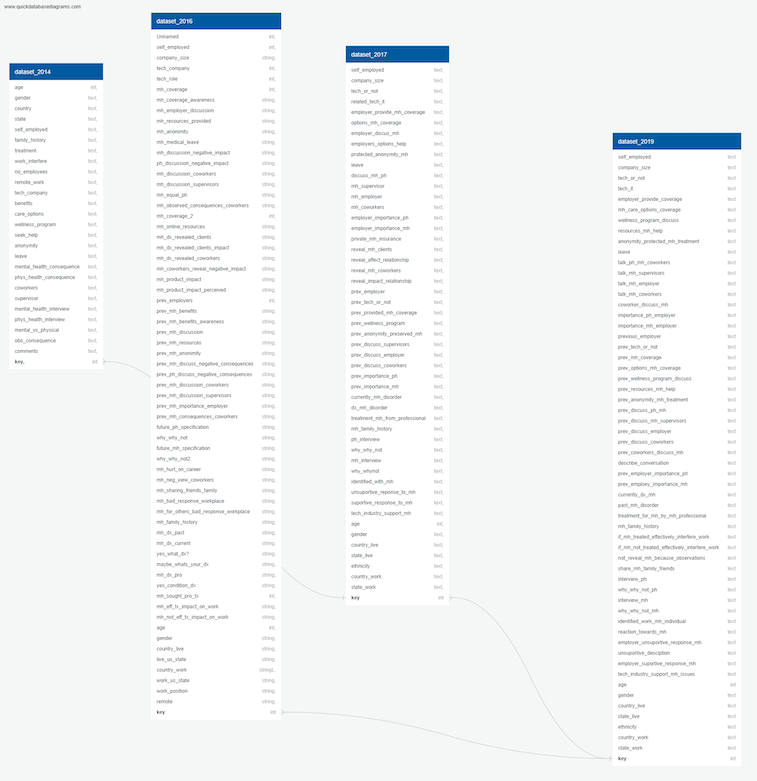 www.quickdatabasediagrams.com
dataset_2014
age int,
gender text,
country text,
state text,
self_employed text,
family_history text,
treatment text,
work_interfere text,
no_employees text,
remote_work text,
tech_company text,
benefits text,
care_options text,
wellness_program text,
seek_help text,
anonymity text,
leave text,
mental_health_consequence text,
phys_health_consequence text,
coworkers text,
supervisor text,
mental_health_interview text,
phys_health_interview text,
mental_vs_physical text,
obs_consequence text,
comments text,
key, int
dataset_2016
Unnamed int,
self_employed int,
company_size string,
tech_company int,
tech_role int,
mh_coverage int,
mh_coverage_awareness string,
mh_employer_discussion string,
mh_resources_provided string,
mh_anonimity string,
mh_medical_leave string,
mh_discussion_negative_impact string,
ph_discussion_negative_impact string,
mh_discussion_coworkers string,
mh_discussion_supervisors string,
mh_equal_ph string,
mh_observed_consequences_coworkers string,
mh_coverage_2 int,
mh_online_resources string,
mh_dx_revealed_clients string,
mh_dx_revealed_clients_impact string,
mh_dx_revealed_coworkers string,
mh_coworkers_reveal_negative_impact string,
mh_product_impact string,
mh_product_impact_perceived string,
prev_employers int,
prev_mh_benefits string,
prev_mh_benefits_awareness string,
prev_mh_discussion string,
prev_mh_resources string,
prev_mh_anonimity string,
prev_mh_discuss_negative_consequences string,
prev_ph_discuss_negative_consequences string,
prev_mh_discussion_coworkers string,
prev_mh_discussion_supervisors string,
prev_mh_importance_employer string,
prev_mh_consequences_coworkers string,
future_ph_specification string,
why_why_not string,
future_mh_specification string,
why_why_not2 string,
mh_hurt_on_career string,
mh_neg_view_coworkers string,
mh_sharing_friends_family string,
mh_bad_response_workplace string,
mh_for_others_bad_response_workplace string,
mh_family_history string,
mh_dx_past string,
mh_dx_current string,
yes_what_dx? string,
maybe_whats_your_dx string,
mh_dx_pro string,
yes_condition_dx string,
mh_sought_pro_tx int,
mh_eff_tx_impact_on_work string,
mh_not_eff_tx_impact_on_work string,
age int,
gender string,
country_live string,
live_us_state string,
country_work string(,
work_us_state string,
work_position string,
remote string,
key int
dataset_2017
self_employed text,
company_size text,
tech_or_not text,
related_tech_it text,
employer_provide_mh_coverage text,
options_mh_coverage text,
employer_discus_mh text,
employers_options_help text,
protected_anonymity_mh text,
leave text,
discuss_mh_ph text,
mh_supervisor text,
mh_employer text,
mh_coworkers text,
employer_importance_ph text,
employer_importance_mh text,
private_mh_insurance text,
reveal_mh_clients text,
reveal_affect_relationship text,
reveal_mh_coworkers text,
reveal_impact_relationship text,
prev_employer text,
prev_tech_or_not text,
prev_provided_mh_coverage text,
prev_wellness_program text,
prev_anonymity_preserved_mh text,
prev_discuss_supervisors text,
prev_discuss_employer text,
prev_discuss_coworkers text,
prev_importance_ph text,
prev_importance_mh text,
currently_mh_disorder text,
dx_mh_disorder text,
treatment_mh_from_professional text,
mh_family_history text,
ph_interview text,
why_why_not text,
mh_interview text,
why_whynot text,
identified_with_mh text,
unsuportive_reponse_to_mh text,
suportive_response_to_mh text,
tech_industry_support_mh text,
age int,
gender text,
country_live text,
state_live text,
ethnicity text,
country_work text,
state_work text,
key int
dataset_2019
self_employed text
company_size text
tech_or_not text
tech_it text
employer_provide_coverage text
mh_care_options_coverage text
wellness_program_discuss text
resources_mh_help text
anonymity_protected_mh_treatment text
leave text
talk_ph_mh_coworkers text
talk_mh_supervisors text
talk_mh_employer text
talk_mh_coworkers text
coworker_discuss_mh text
importance_ph_employer text
importance_mh_employer text
previous_employer text
prev_tech_or_not text
prev_mh_coverage text
prev_options_mh_coverage text
prev_wellness_program_discuss text
prev_resources_mh_help text
prev_anonymity_mh_treatment text
prev_discuss_ph_mh text
prev_discuss_mh_supervisors text
prev_discuss_employer text
prev_discuss_coworkers text
prev_coworkers_discuss_mh text
describe_conversation text
prev_employer_importance_ph text
prev_employey_importance_mh text
currently_dx_mh text
past_mh_disorder text
treatment_for_mh_by_mh_professional text
mh_family_history text
if_mh_treated_effectively_interfere_work text
if_mh_not_treated_effectively_interfere_work text
not_reveal_mh_because_observations text
share_mh_family_friends text
interview_ph text
why_why_not_ph text
interview_mh text
why_why_not_mh text
identified_work_mh_individual text
reaction_towards_mh text
employer_unsuportive_response_mh text
unsuportive_desciption text
employer_suportive_response_mh text
tech_industry_support_mh_issues text
age int
gender text
country_live text
state_live text
ethnicity text
country_work text
state_work text
key int